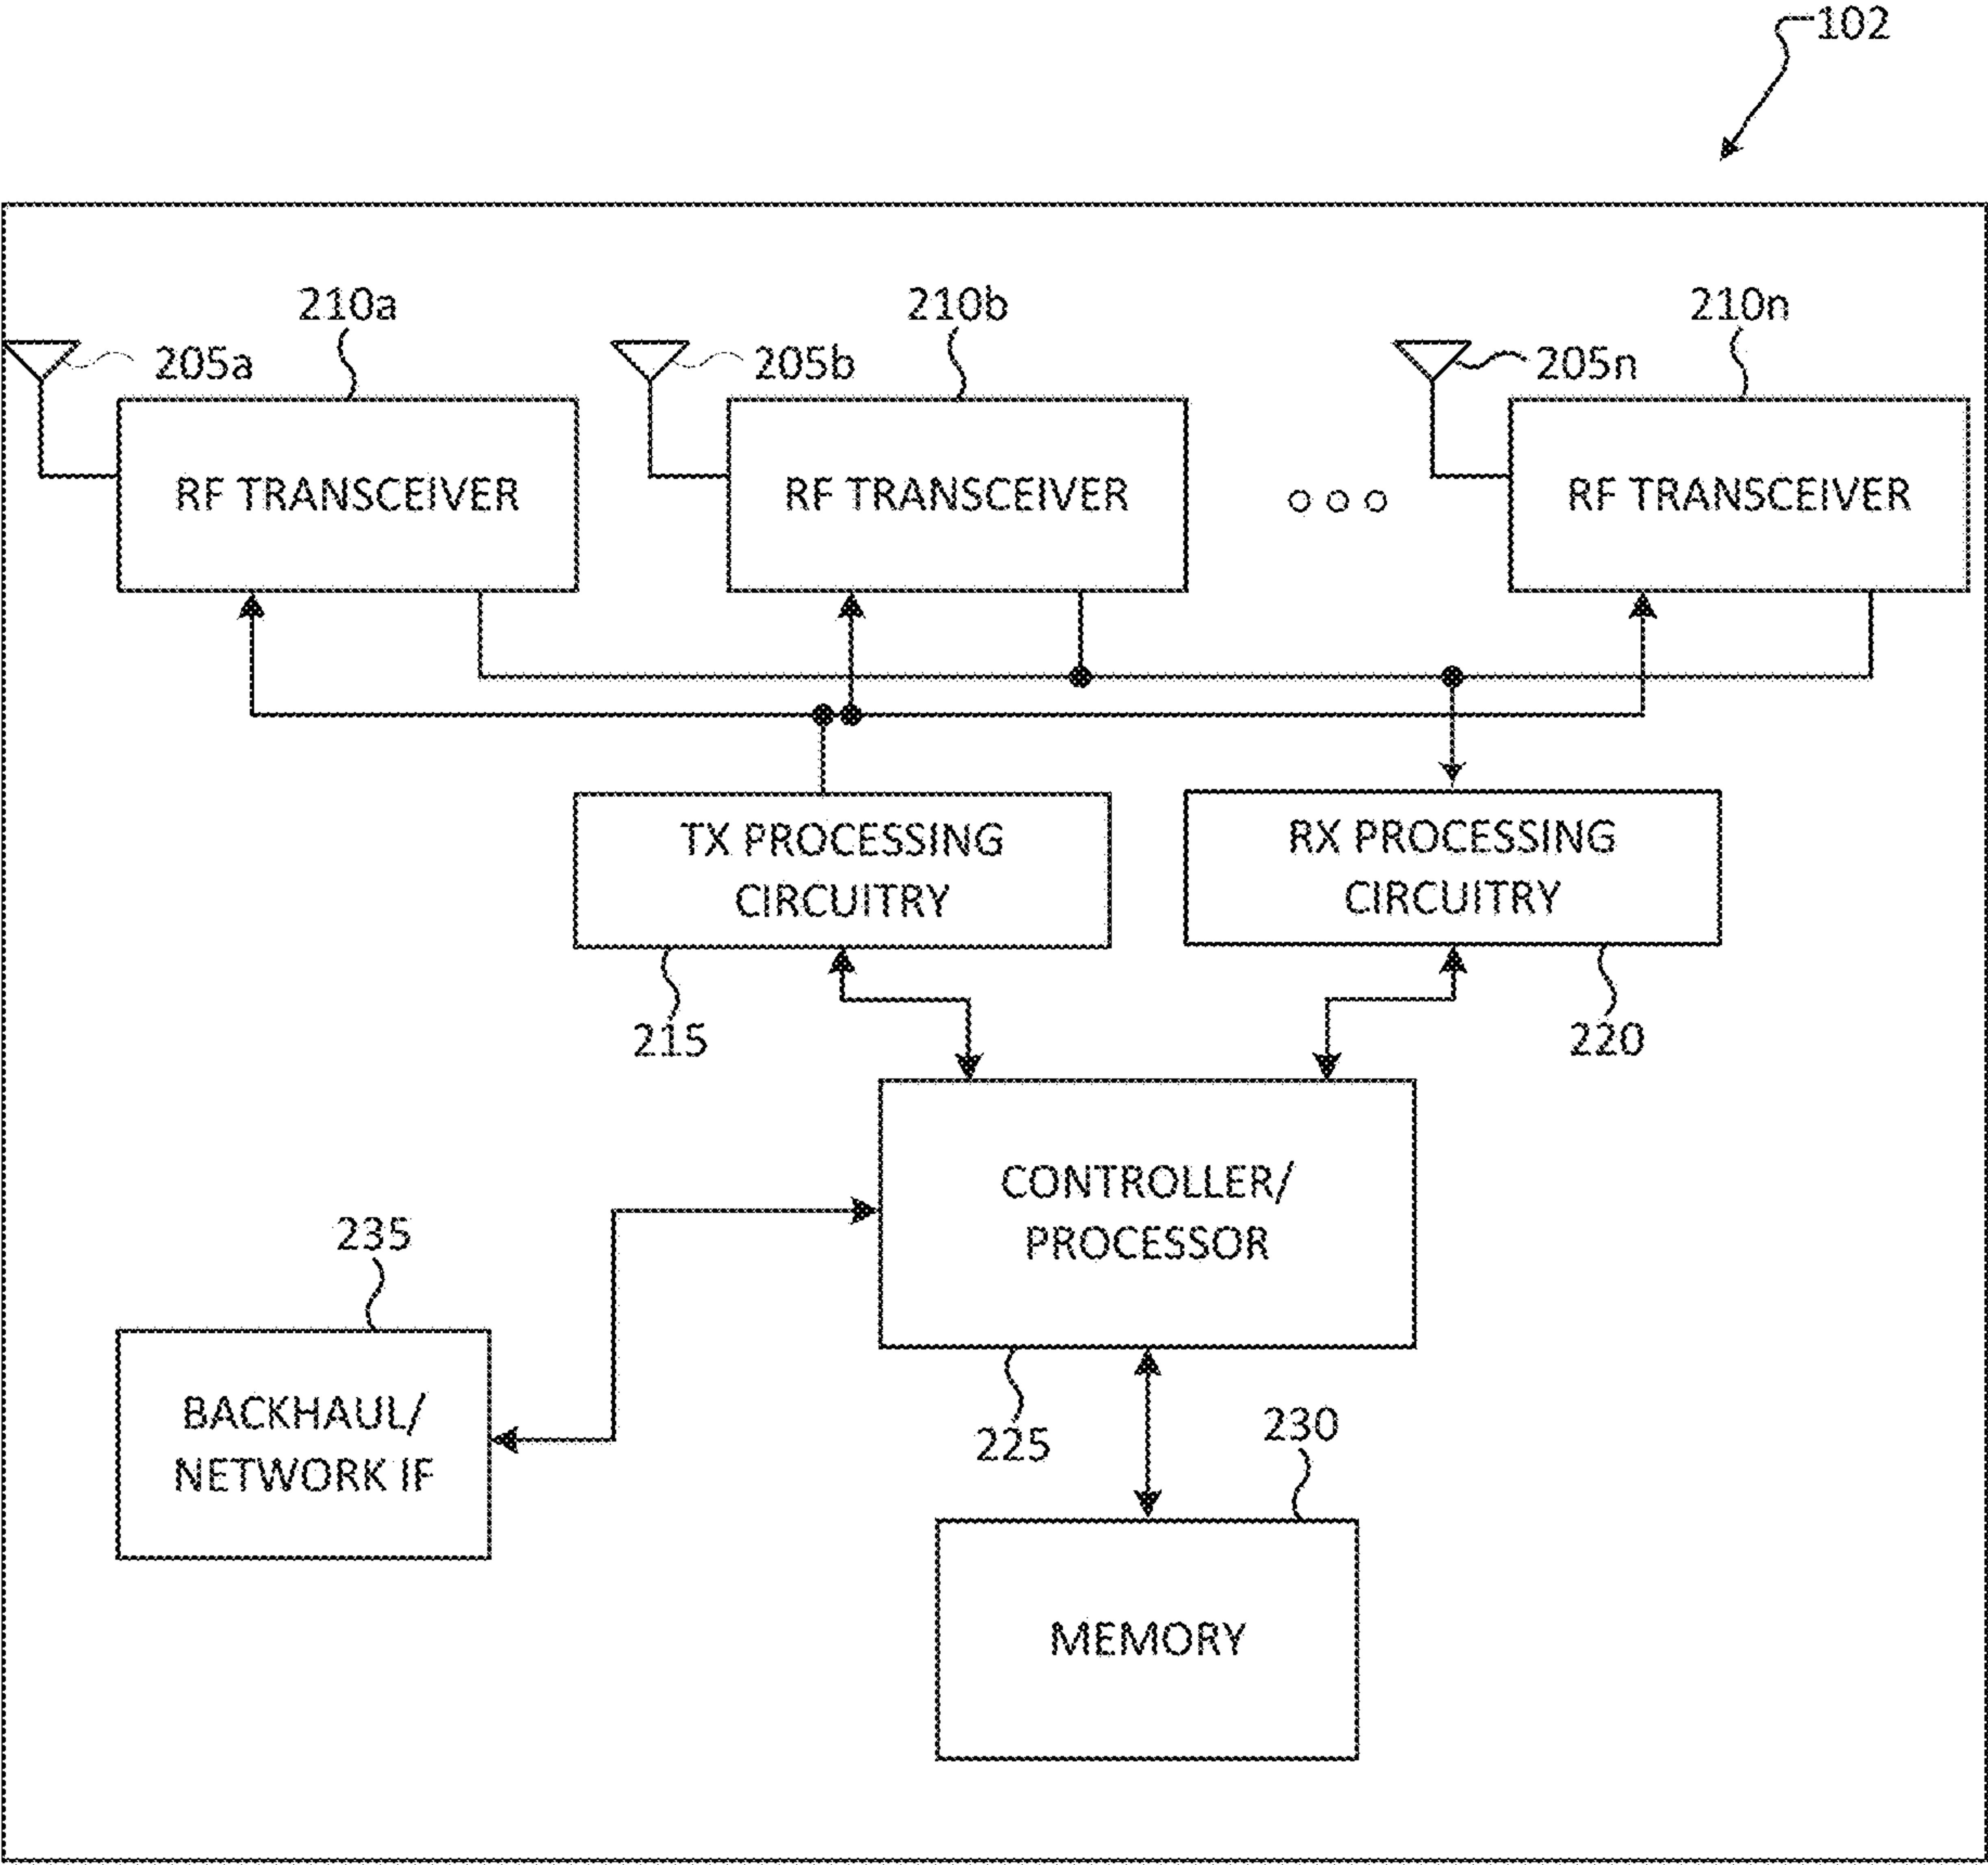 102
210a
210b
210n
205a
205b
205n
RF TRANSCEIVER
RF TRANSCEIVER
RF TRANSCEIVER
TX PROCESSING
CIRCUITRY
RX PROCESSING
CIRCUITRY
215
220
CONTROLLER/
PROCESSOR
235
BACKHAUL/
NETWORK IF
225
230
MEMORY